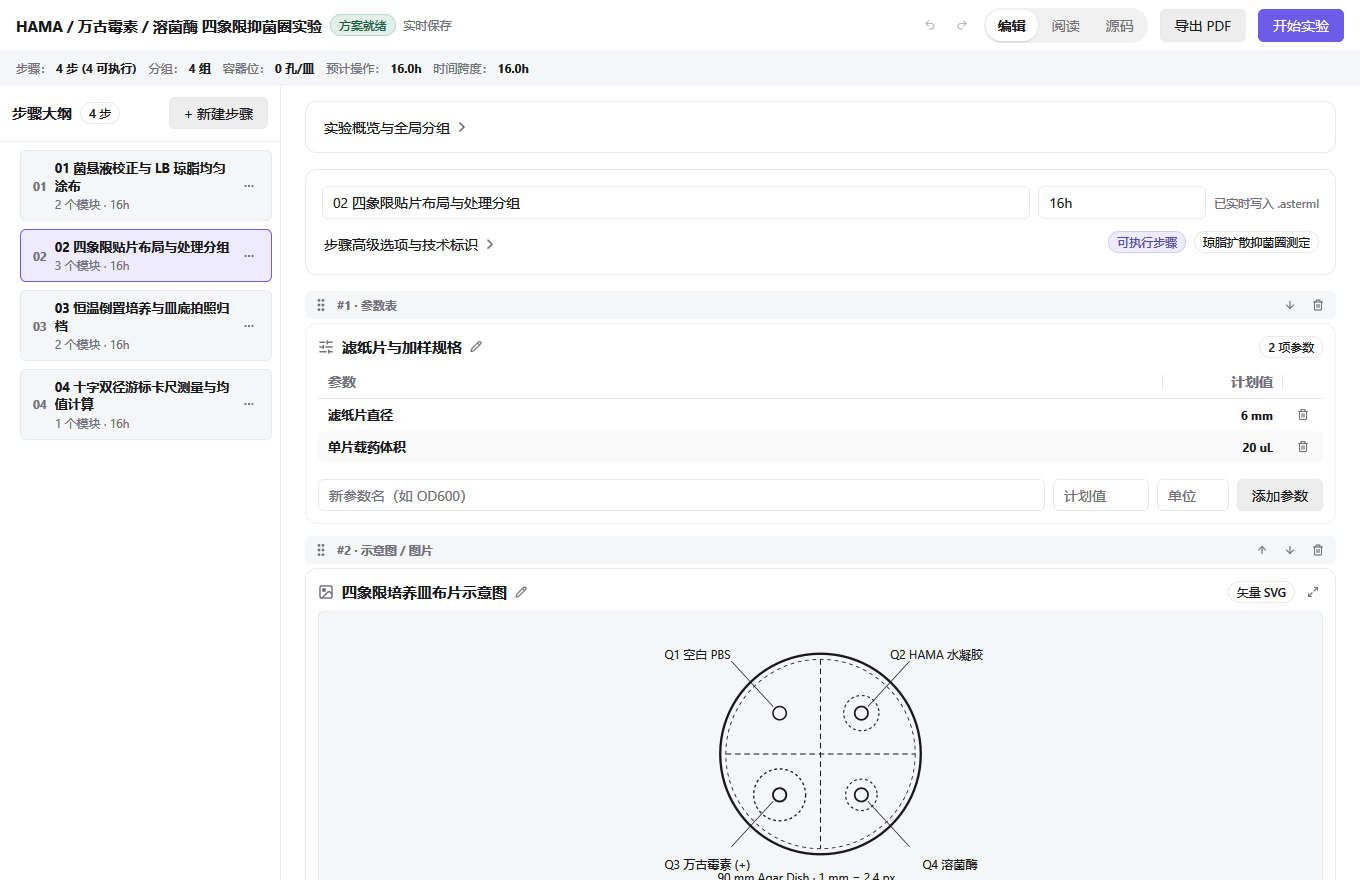 HAMA / 万古霉素 / 溶菌酶 四象限抑菌圈实验 方案就绪 实时保存 编辑 阅读 源码 导出 PDF 开始实验
步骤: 4 步 (4 可执行) 分组: 4 组 容器位: 0 孔/皿 预计操作: 16.0h 时间跨度: 16.0h
步骤大纲 4 步 + 新建步骤
01 01 菌悬液校正与 LB 琼脂均匀涂布 ...
2 个模块 · 16h
02 02 四象限贴片布局与处理分组 ...
3 个模块 · 16h
03 03 恒温倒置培养与皿底拍照归档 ...
2 个模块 · 16h
04 04 十字双径游标卡尺测量与均值计算 ...
1 个模块 · 16h
实验概览与全局分组
02 四象限贴片布局与处理分组 16h 已实时写入 .asterml
步骤高级选项与技术标识 可执行步骤 琼脂扩散抑菌圈测定
#1 · 参数表
滤纸片与加样规格 2 项参数
参数 计划值
滤纸片直径 6 mm
单片载药体积 20 uL
新参数名（如 OD600） 计划值 单位 添加参数
#2 · 示意图 / 图片
四象限培养皿布片示意图 矢量 SVG
Q1 空白 PBS Q2 HAMA 水凝胶
Q3 万古霉素 (+) Q4 溶菌酶
90 mm Agar Dish · 1 mm = 2.4 px